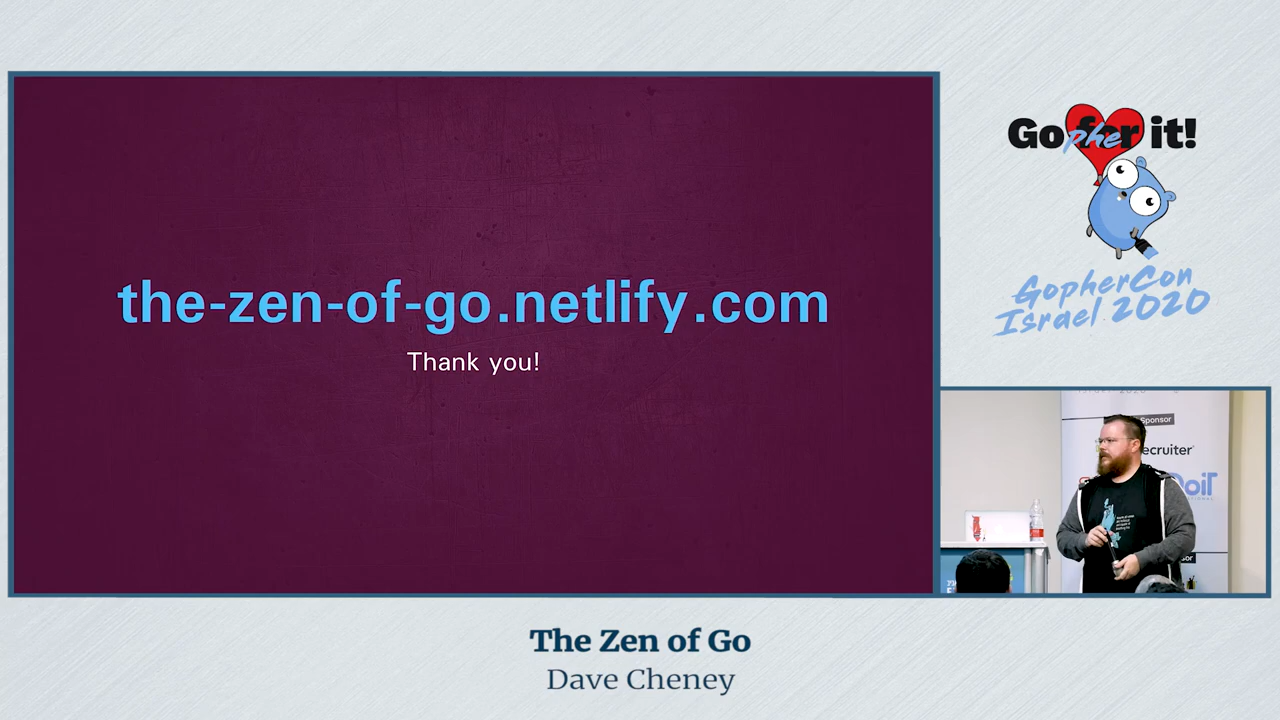 the-zen-of-go.netlify.com
Thank you!
Gopher it!
GopherCon
Israel 2020
Sponsor
ecruiter
DoiT
The Zen of Go
Dave Cheney